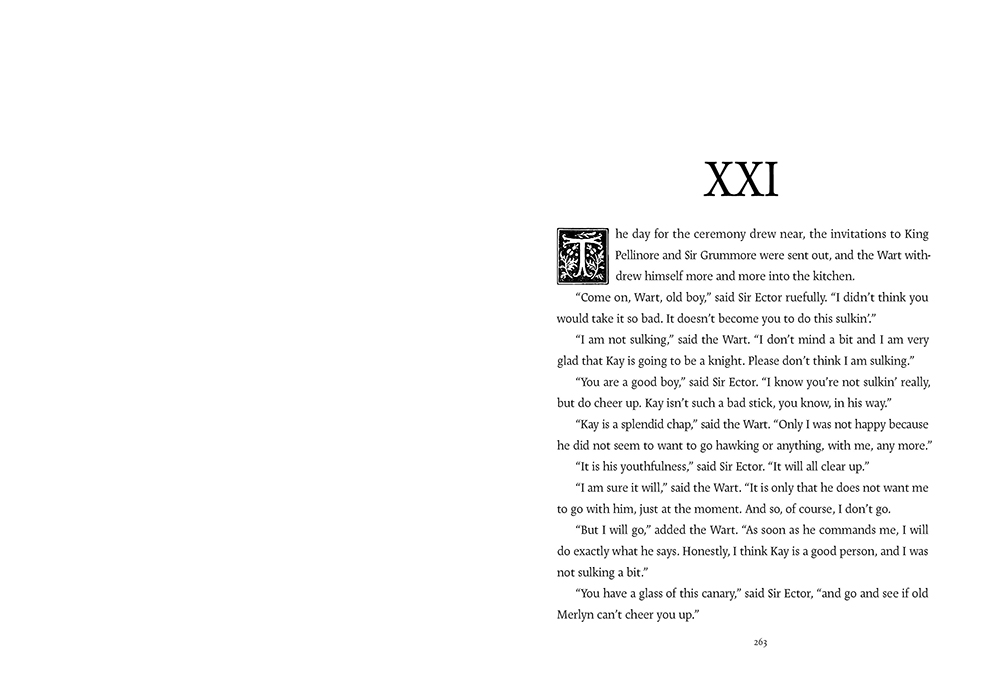 XXI
The day for the ceremony drew near, the invitations to King
Pellinore and Sir Grummore were sent out, and the Wart with-
drew himself more and more into the kitchen.
“Come on, Wart, old boy,” said Sir Ector ruefully. “I didn’t think you
would take it so bad. It doesn’t become you to do this sulkin’.”
“I am not sulking,” said the Wart. “I don’t mind a bit and I am very
glad that Kay is going to be a knight. Please don’t think I am sulking.”
“You are a good boy,” said Sir Ector. “I know you’re not sulkin’ really,
but do cheer up. Kay isn’t such a bad stick, you know, in his way.”
“Kay is a splendid chap,” said the Wart. “Only I was not happy because
he did not seem to want to go hawking or anything, with me, any more.”
“It is his youthfulness,” said Sir Ector. “It will all clear up.”
“I am sure it will,” said the Wart. “It is only that he does not want me
to go with him, just at the moment. And so, of course, I don’t go.
“But I will go,” added the Wart. “As soon as he commands me, I will
do exactly what he says. Honestly, I think Kay is a good person, and I was
not sulking a bit.”
“You have a glass of this canary,” said Sir Ector, “and go and see if old
Merlyn can’t cheer you up.”
263